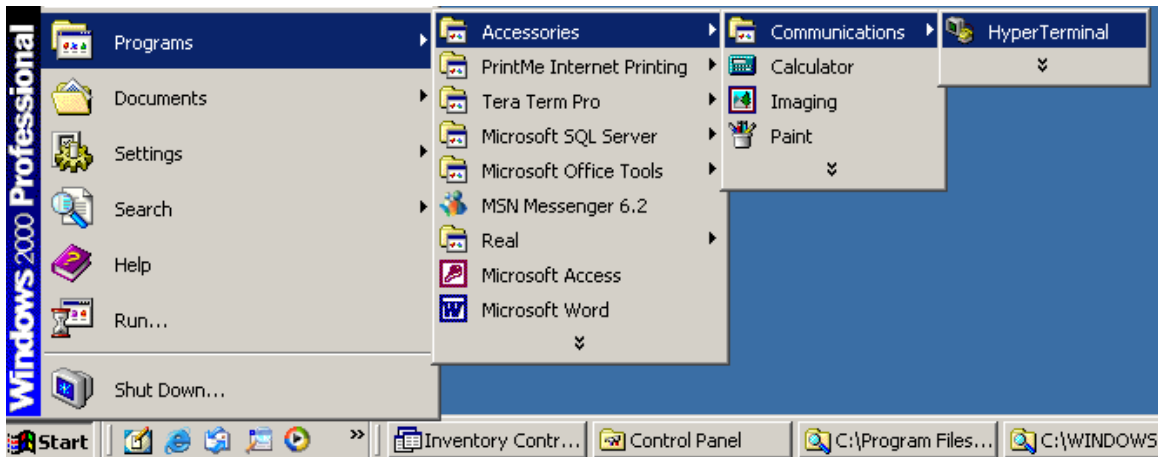 Windows 2000 Professional
Programs
Documents
Settings
Search
Help
Run...
Shut Down...
Accessories
PrintMe Internet Printing
Tera Term Pro
Microsoft SQL Server
Microsoft Office Tools
MSN Messenger 6.2
Real
Microsoft Access
Microsoft Word
Communications
Calculator
Imaging
Paint
HyperTerminal
Start
Inventory Contr...
Control Panel
C:\Program Files...
C:\WINDOWS